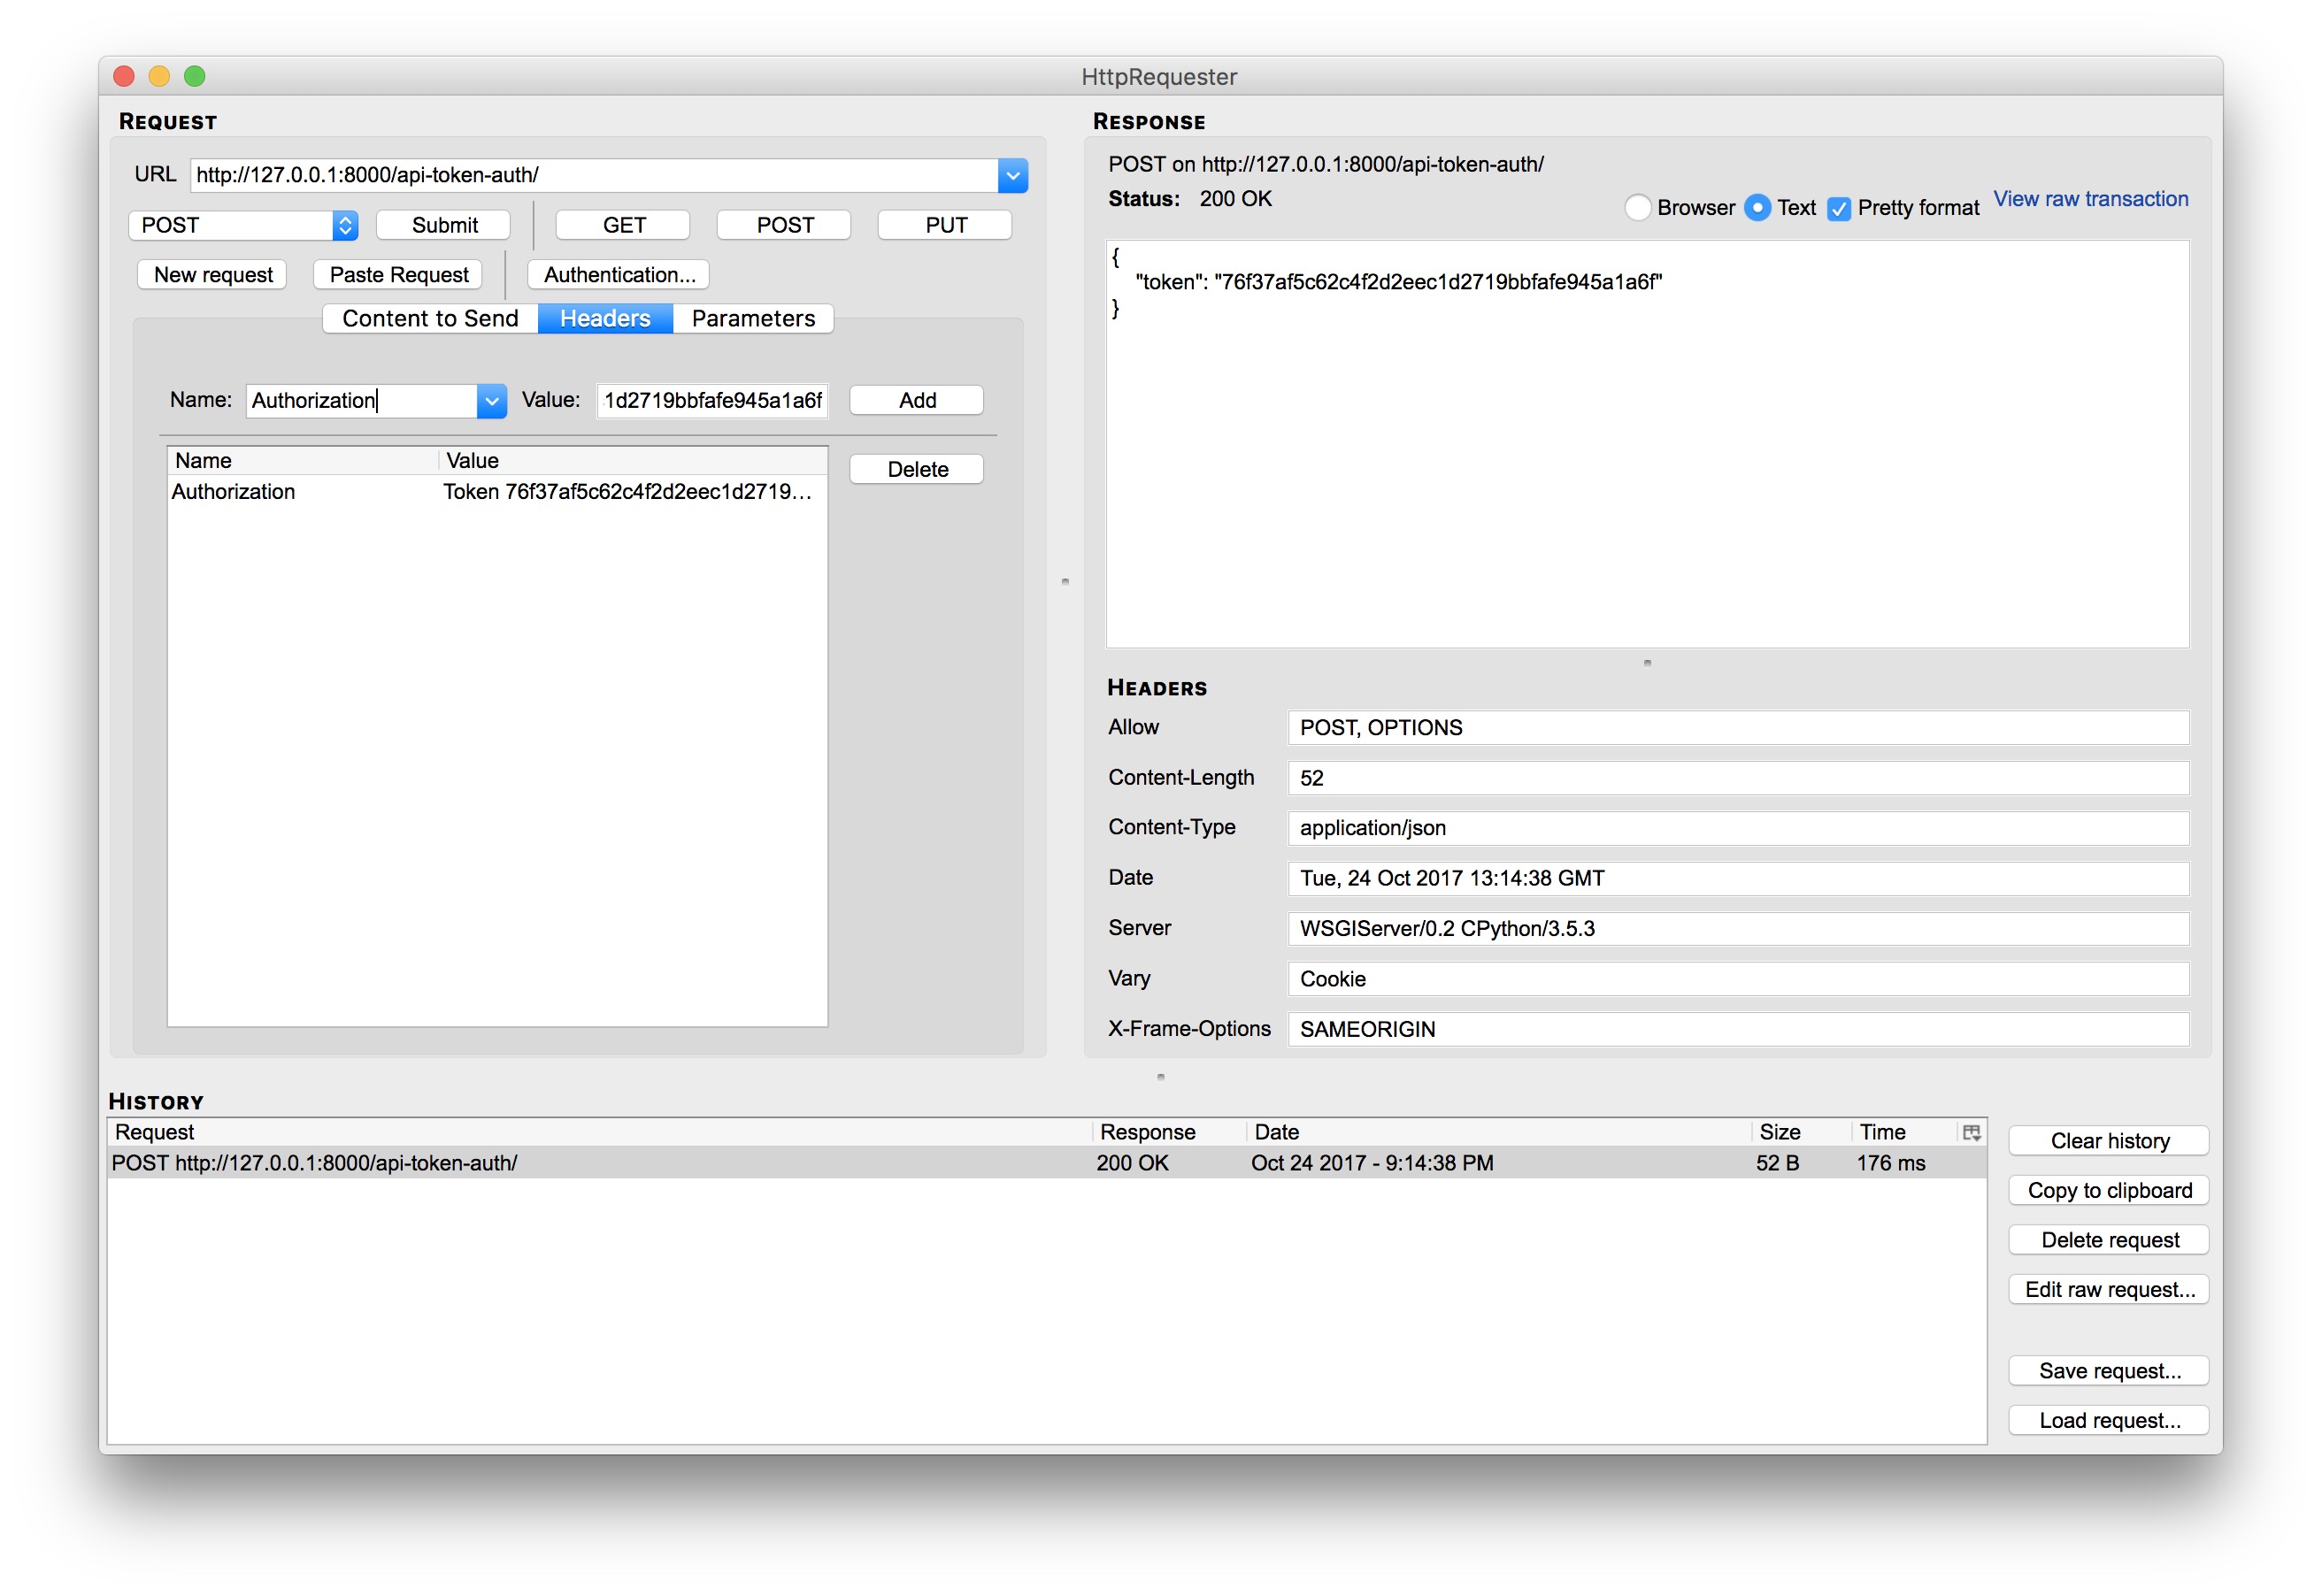 HttpRequester
REQUEST
URL http://127.0.0.1:8000/api-token-auth/
POST Submit GET POST PUT
New request Paste Request Authentication...
Content to Send Headers Parameters
Name: Authorization Value: 1d2719bbfafe945a1a6f Add
Name Value
Delete
Authorization Token 76f37af5c62c4f2d2eec1d2719...
RESPONSE
POST on http://127.0.0.1:8000/api-token-auth/
Status: 200 OK
Browser Text Pretty format View raw transaction
{
"token": "76f37af5c62c4f2d2eec1d2719bbfafe945a1a6f"
}
HEADERS
Allow POST, OPTIONS
Content-Length 52
Content-Type application/json
Date Tue, 24 Oct 2017 13:14:38 GMT
Server WSGIServer/0.2 CPython/3.5.3
Vary Cookie
X-Frame-Options SAMEORIGIN
HISTORY
Request Response Date Size Time
POST http://127.0.0.1:8000/api-token-auth/ 200 OK Oct 24 2017 - 9:14:38 PM 52 B 176 ms
Clear history
Copy to clipboard
Delete request
Edit raw request...
Save request...
Load request...